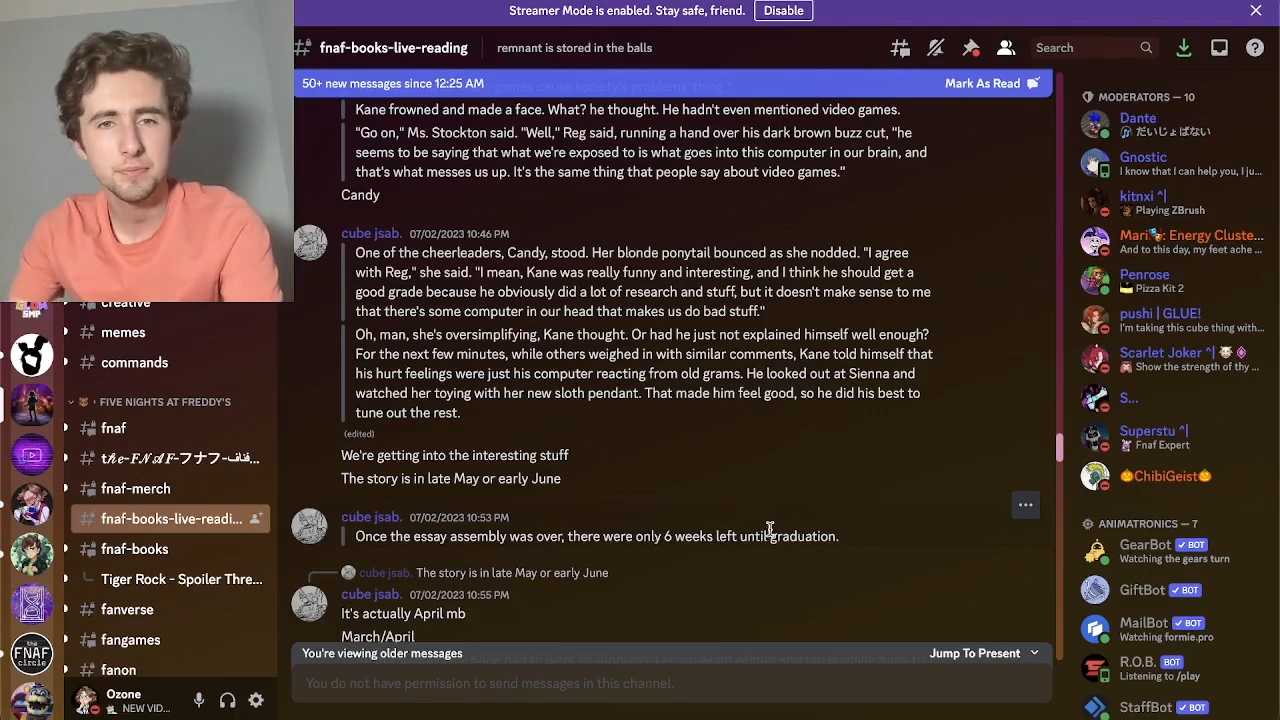 Streamer Mode is enabled. Stay safe, friend. Disable
fnaf-books-live-reading
remnant is stored in the balls
Search
50+ new messages since 12:25 AM
games cause society's problems' thing."
Mark As Read
Kane frowned and made a face. What? he thought. He hadn't even mentioned video games.
"Go on," Ms. Stockton said. "Well," Reg said, running a hand over his dark brown buzz cut, "he
seems to be saying that what we're exposed to is what goes into this computer in our brain, and
that's what messes us up. It's the same thing that people say about video games."
Candy
cube jsab. 07/02/2023 10:46 PM
One of the cheerleaders, Candy, stood. Her blonde ponytail bounced as she nodded. "I agree
with Reg," she said. "I mean, Kane was really funny and interesting, and I think he should get a
good grade because he obviously did a lot of research and stuff, but it doesn't make sense to me
that there's some computer in our head that makes us do bad stuff."
Oh, man, she's oversimplifying, Kane thought. Or had he just not explained himself well enough?
For the next few minutes, while others weighed in with similar comments, Kane told himself that
his hurt feelings were just his computer reacting from old grams. He looked out at Sienna and
watched her toying with her new sloth pendant. That made him feel good, so he did his best to
tune out the rest.
(edited)
We're getting into the interesting stuff
The story is in late May or early June
cube jsab. 07/02/2023 10:53 PM
Once the essay assembly was over, there were only 6 weeks left until graduation.
cube jsab. The story is in late May or early June
cube jsab. 07/02/2023 10:55 PM
It's actually April mb
March/April
You're viewing older messages
Jump To Present
You do not have permission to send messages in this channel.
SMP
creative
memes
commands
FIVE NIGHTS AT FREDDY'S
fnaf
fnaf-merch
fnaf-books-live-readi...
fnaf-books
Tiger Rock - Spoiler Thre...
fanverse
fangames
fanon
the
FNAF
CIRCLE
Ozone
NEW VID...
MODERATORS — 10
Dante
だいじょばない
Gnostic
I know that I can help you, I ju...
kitnxi ^|
Playing ZBrush
Mari : Energy Cluste...
And to this day, my feet ache ...
Penrose
Pizza Kit 2
pushi | GLUE!
I'm taking this cube thing with...
Scarlet Joker ^|
Show the strength of thy ...
S...
Superstu ^|
Fnaf Expert
ChibiGeist
ANIMATRONICS — 7
GearBot BOT
Watching the gears turn
GiftBot BOT
MailBot BOT
Watching formie.pro
R.O.B. BOT
Listening to /play
StaffBot BOT